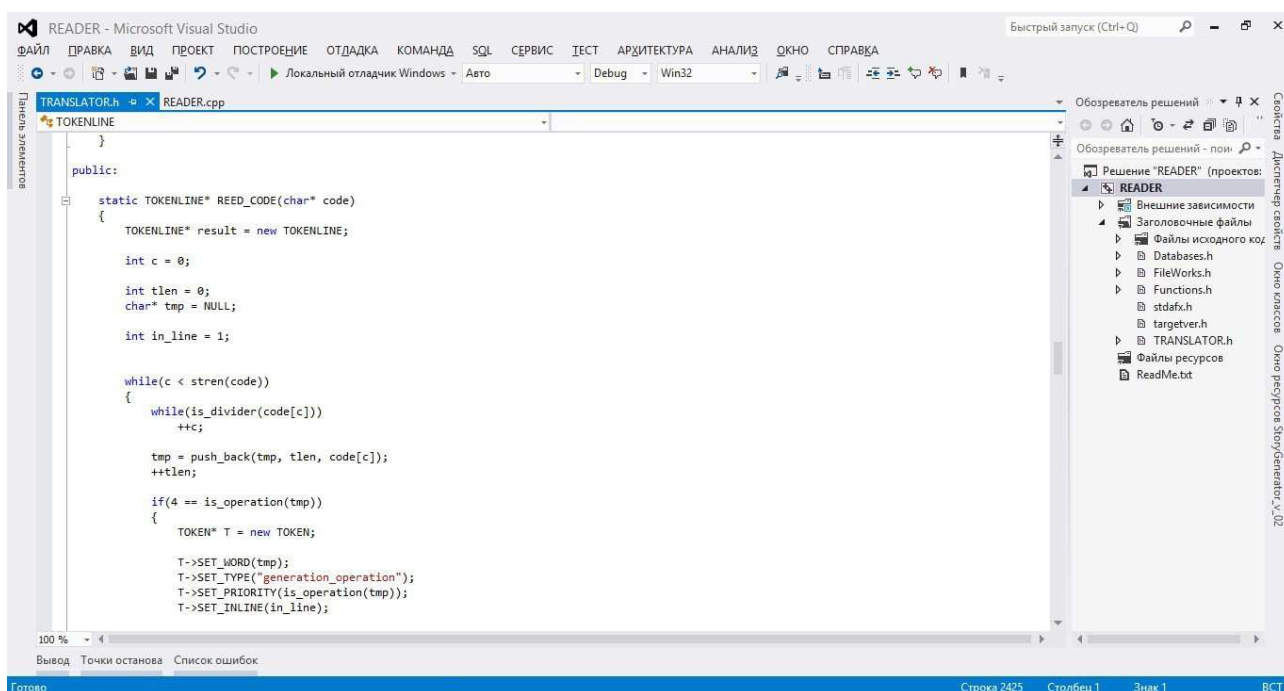 READER - Microsoft Visual Studio
Быстрый запуск (Ctrl+Q)
ФАЙЛ ПРАВКА ВИД ПРОЕКТ ПОСТРОЕНИЕ ОТЛАДКА КОМАНДА SQL СЕРВИС ТЕСТ АРХИТЕКТУРА АНАЛИЗ ОКНО СПРАВКА
Локальный отладчик Windows Авто Debug Win32
Панель элементов
TRANSLATOR.h READER.cpp
TOKENLINE
}
public:
static TOKENLINE* REED_CODE(char* code)
{
TOKENLINE* result = new TOKENLINE;
int c = 0;
int tlen = 0;
char* tmp = NULL;
int in_line = 1;
while(c < stren(code))
{
while(is_divider(code[c]))
++c;
tmp = push_back(tmp, tlen, code[c]);
++tlen;
if(4 == is_operation(tmp))
{
TOKEN* T = new TOKEN;
T->SET_WORD(tmp);
T->SET_TYPE("generation_operation");
T->SET_PRIORITY(is_operation(tmp));
T->SET_INLINE(in_line);
100 %
Обозреватель решений
Обозреватель решений - пои
Решение "READER" (проектов:
READER
Внешние зависимости
Заголовочные файлы
Файлы исходного код
Databases.h
FileWorks.h
Functions.h
stdafx.h
targetver.h
TRANSLATOR.h
Файлы ресурсов
ReadMe.txt
Свойства
Диспетчер свойств
Окно классов
Окно ресурсов StoryGenerator_v_02
Вывод Точки останова Список ошибок
Готово
Строка 2425 Столбец 1 Знак 1 ВСТ